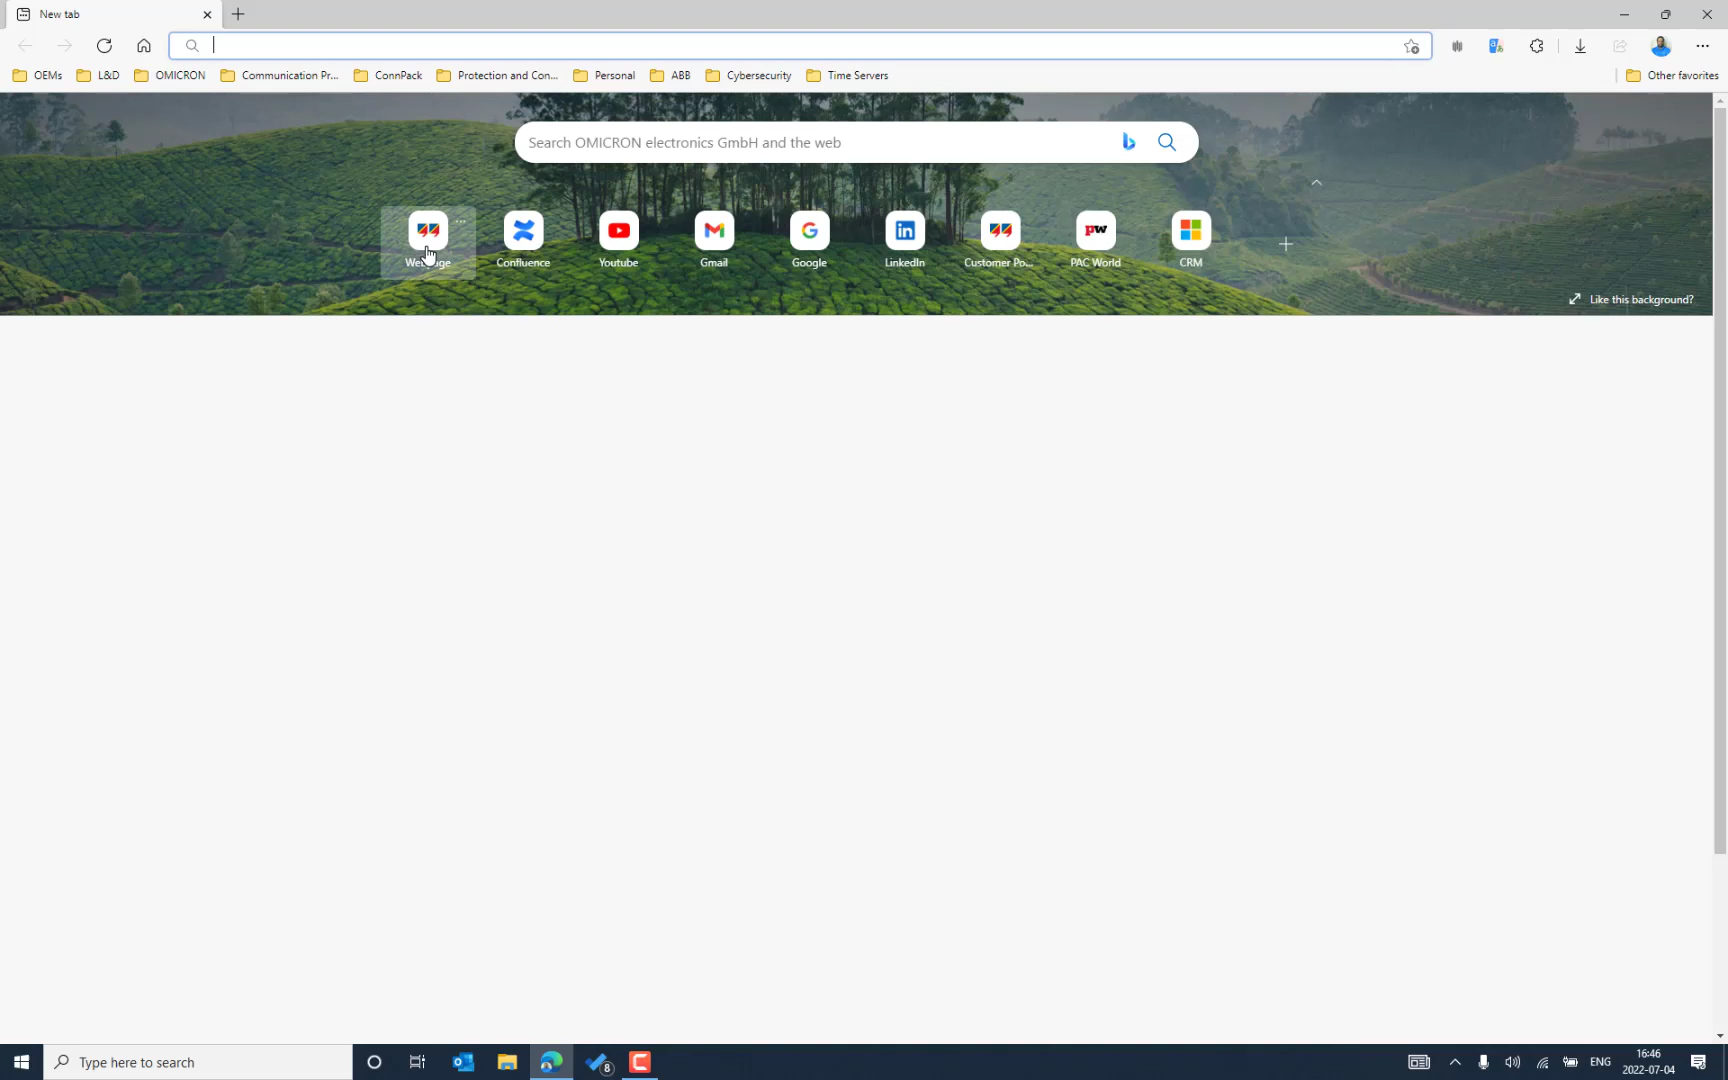 New tab
OEMs
L&D
OMICRON
Communication Pr...
ConnPack
Protection and Con...
Personal
ABB
Cybersecurity
Time Servers
Other favorites
Search OMICRON electronics GmbH and the web
Confluence
Youtube
Gmail
Google
LinkedIn
Customer Po...
PAC World
CRM
Like this background?
Type here to search
8
ENG
16:46
2022-07-04